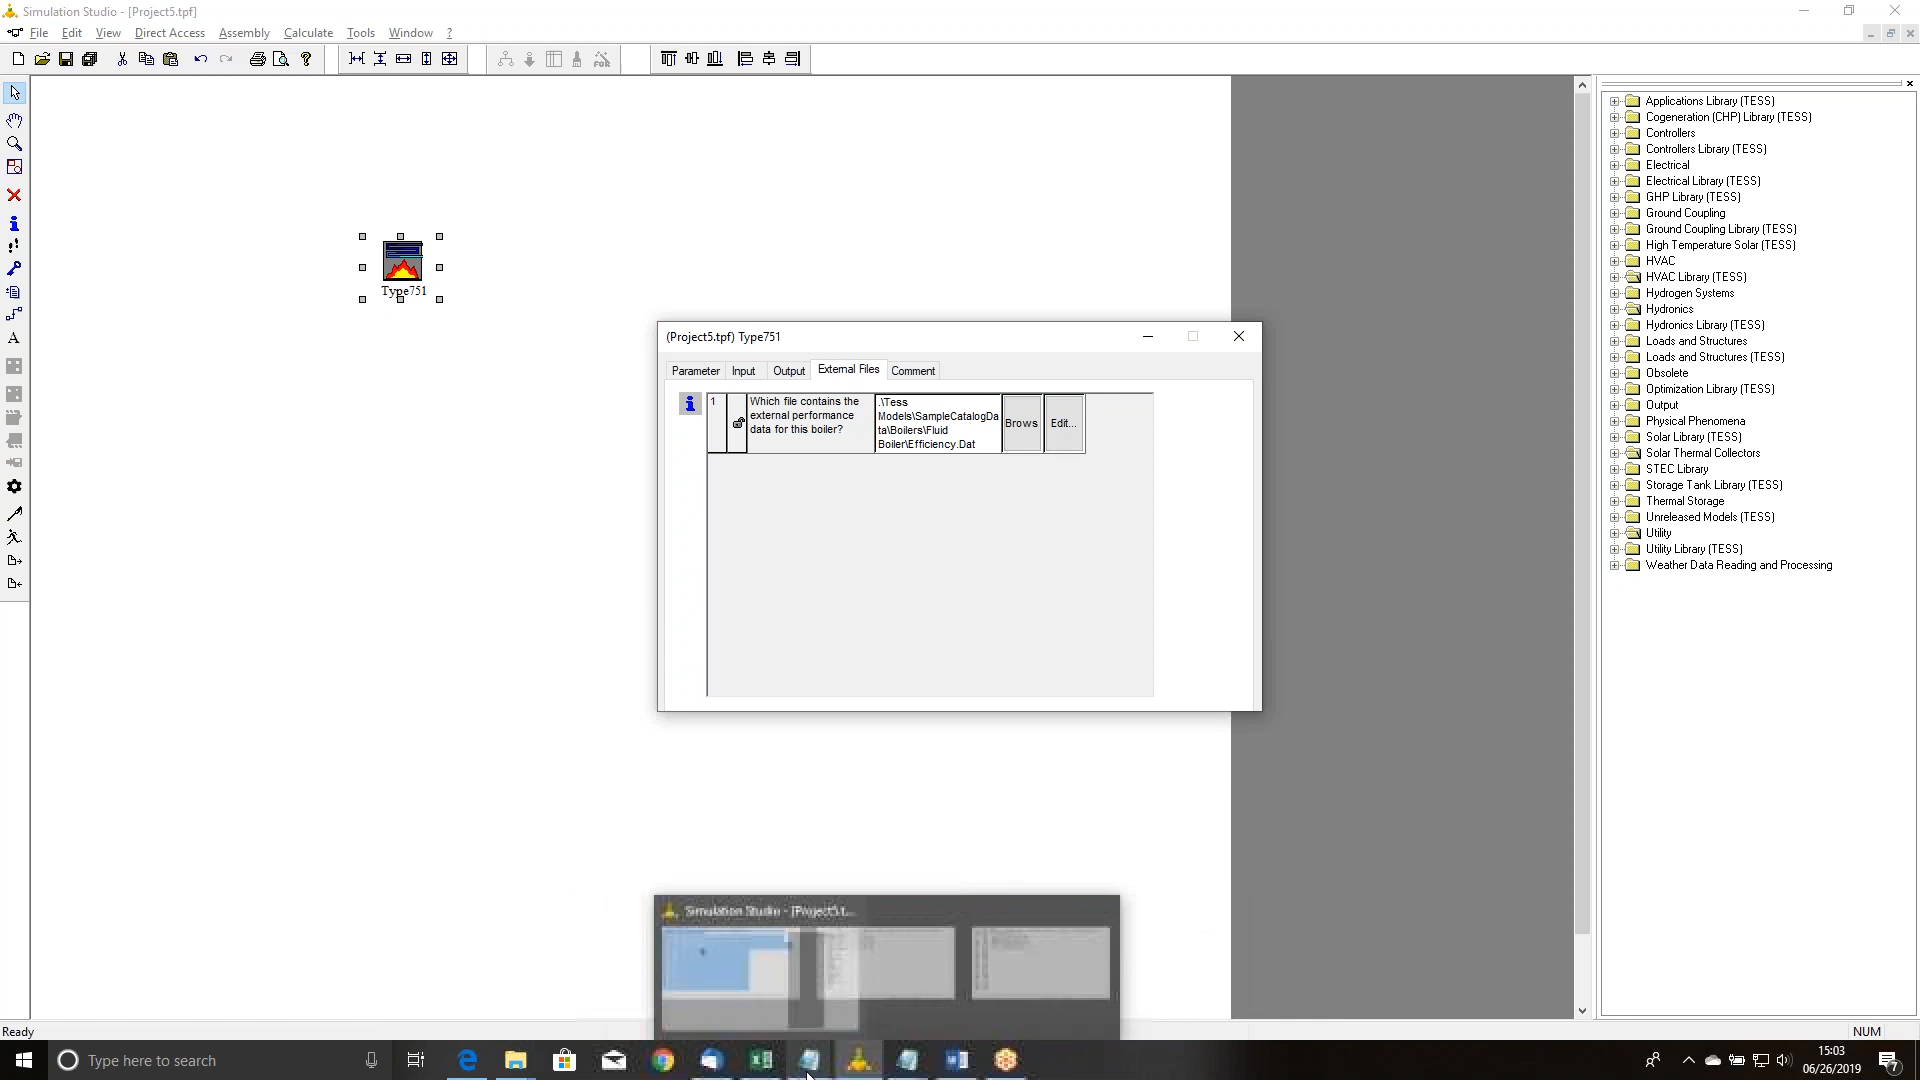 Simulation Studio - [Project5.tpf]
File Edit View Direct Access Assembly Calculate Tools Window ?
Type751
(Project5.tpf) Type751
Parameter Input Output External Files Comment
1
Which file contains the
external performance
data for this boiler?
.\Tess
Models\SampleCatalogDa
ta\Boilers\Fluid
Boiler\Efficiency.Dat
Brows
Edit...
Applications Library (TESS)
Cogeneration (CHP) Library (TESS)
Controllers
Controllers Library (TESS)
Electrical
Electrical Library (TESS)
GHP Library (TESS)
Ground Coupling
Ground Coupling Library (TESS)
High Temperature Solar (TESS)
HVAC
HVAC Library (TESS)
Hydrogen Systems
Hydronics
Hydronics Library (TESS)
Loads and Structures
Loads and Structures (TESS)
Obsolete
Optimization Library (TESS)
Output
Physical Phenomena
Solar Library (TESS)
Solar Thermal Collectors
STEC Library
Storage Tank Library (TESS)
Thermal Storage
Unreleased Models (TESS)
Utility
Utility Library (TESS)
Weather Data Reading and Processing
Simulation Studio - [Project5.t...
Ready
NUM
Type here to search
15:03
06/26/2019
7